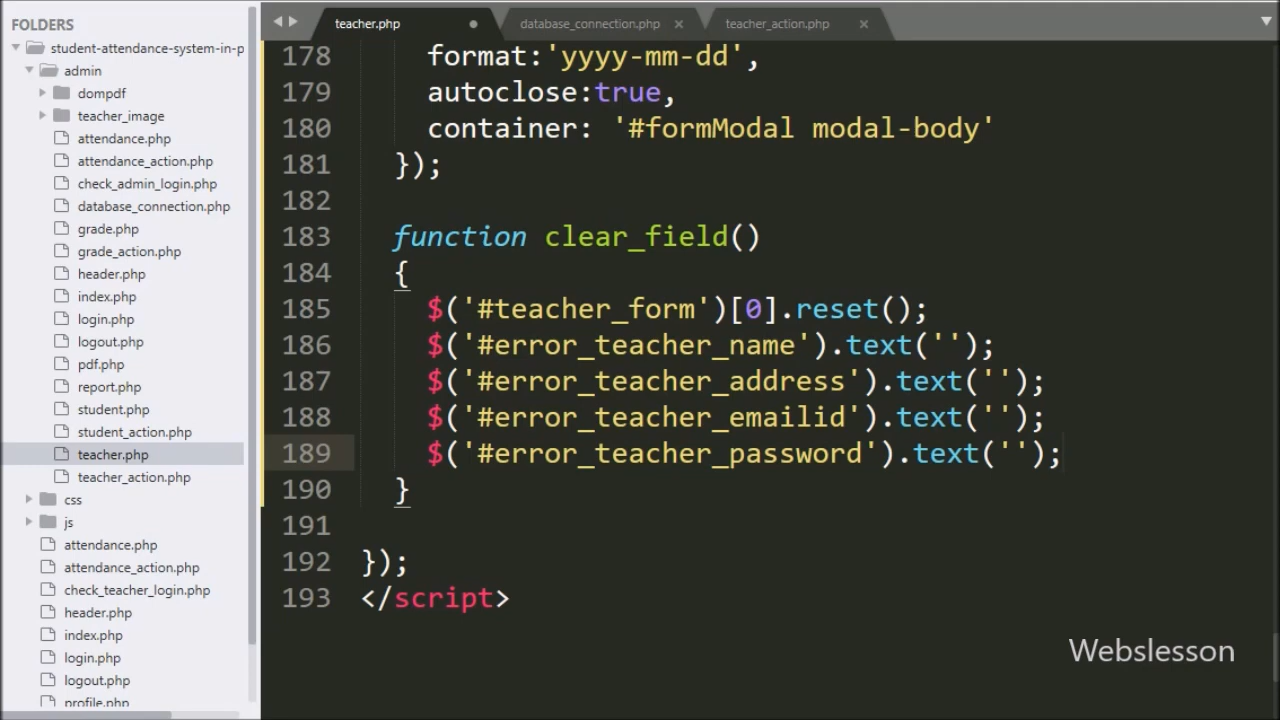 FOLDERS
student-attendance-system-in-p
admin
dompdf
teacher_image
attendance.php
attendance_action.php
check_admin_login.php
database_connection.php
grade.php
grade_action.php
header.php
index.php
login.php
logout.php
pdf.php
report.php
student.php
student_action.php
teacher.php
teacher_action.php
css
js
attendance.php
attendance_action.php
check_teacher_login.php
header.php
index.php
login.php
logout.php
profile.php
teacher.php
database_connection.php
teacher_action.php
178 format:'yyyy-mm-dd',
179 autoclose:true,
180 container: '#formModal modal-body'
181 });
182
183 function clear_field()
184 {
185 $('#teacher_form')[0].reset();
186 $('#error_teacher_name').text('');
187 $('#error_teacher_address').text('');
188 $('#error_teacher_emailid').text('');
189 $('#error_teacher_password').text('');
190 }
191
192 });
193 </script>
Webslesson